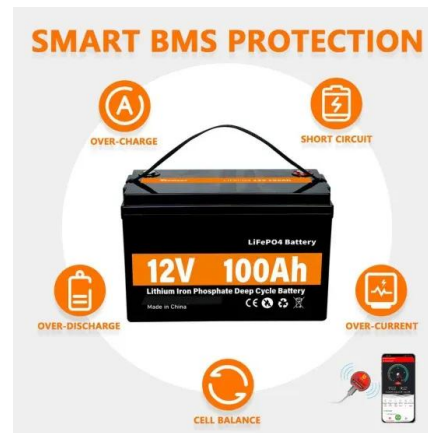 SMART BMS PROTECTION
OVER-CHARGE
SHORT CIRCUIT
LiFePO4 Battery
12V 100Ah
Lithium Iron Phosphate Deep Cycle Battery
Made in China
CE
OVER-DISCHARGE
OVER-CURRENT
CELL BALANCE